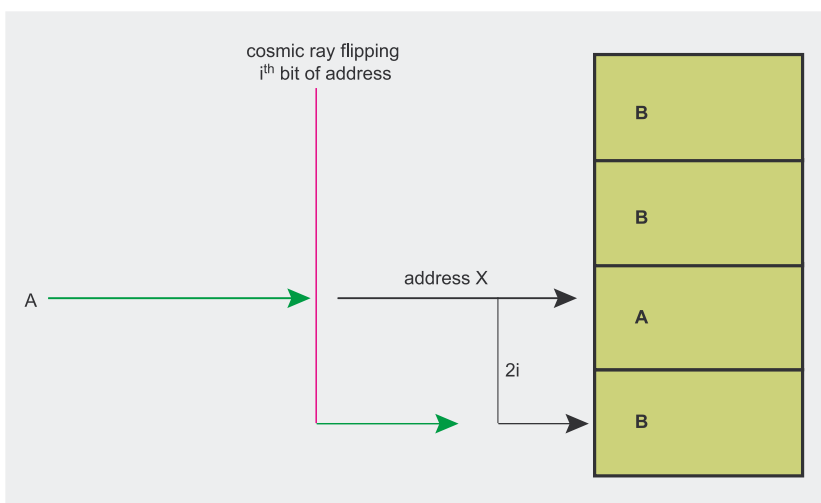 cosmic ray flipping
iᵗʰ bit of address
B
B
address X
A
A
2i
B